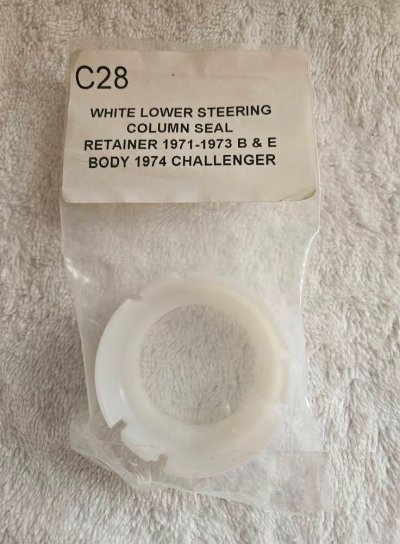 C28
WHITE LOWER STEERING
COLUMN SEAL
RETAINER 1971-1973 B & E
BODY 1974 CHALLENGER